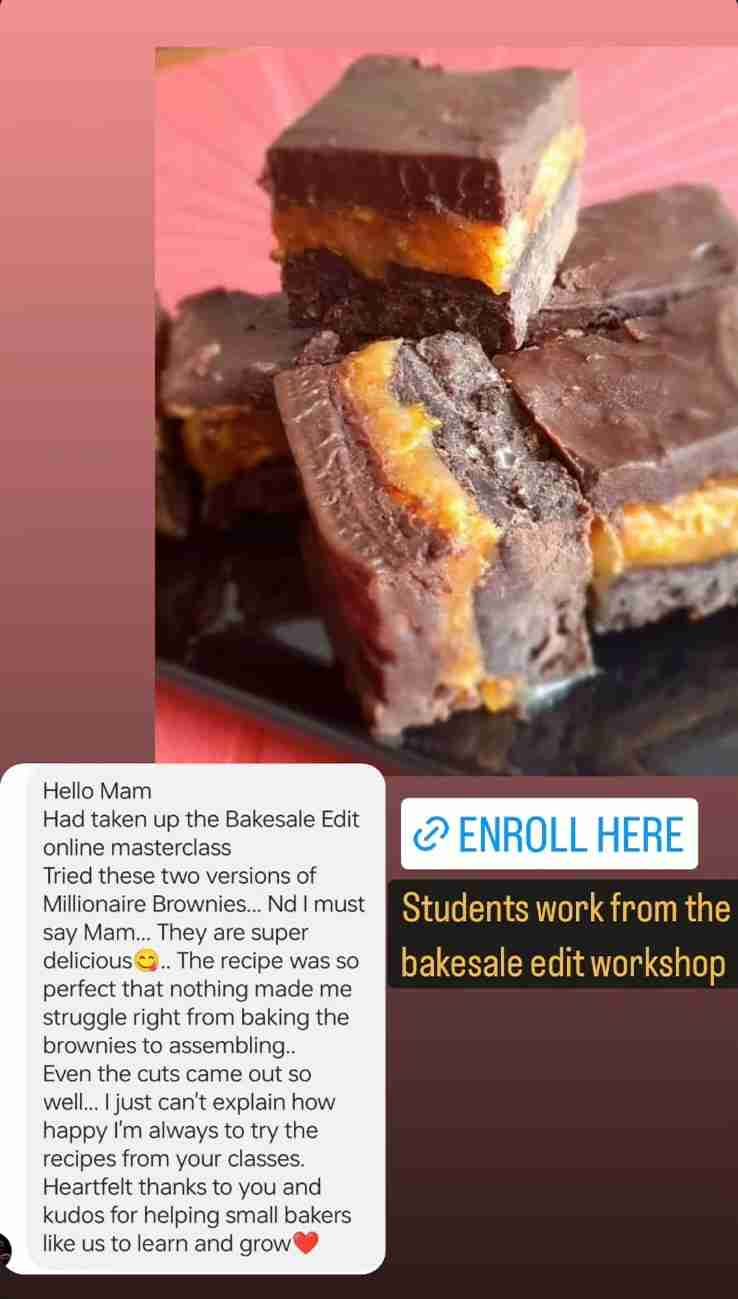 Hello Mam
Had taken up the Bakesale Edit
online masterclass
Tried these two versions of
Millionaire Brownies... Nd I must
say Mam... They are super
delicious😋.. The recipe was so
perfect that nothing made me
struggle right from baking the
brownies to assembling..
Even the cuts came out so
well... I just can't explain how
happy I'm always to try the
recipes from your classes.
Heartfelt thanks to you and
kudos for helping small bakers
like us to learn and grow❤️
ENROLL HERE
Students work from the
bakesale edit workshop